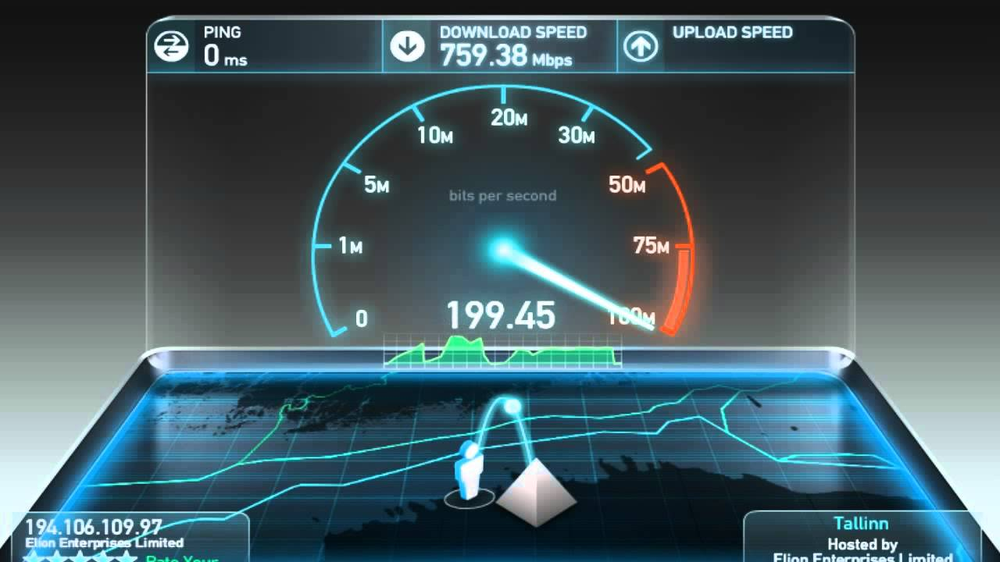 PING
0 ms
DOWNLOAD SPEED
759.38 Mbps
UPLOAD SPEED
20M
10M
30M
5M
50M
bits per second
1M
75M
0
199.45
100M
194.106.109.97
Elion Enterprises Limited
Rate Your
Tallinn
Hosted by
Elion Enterprises Limited